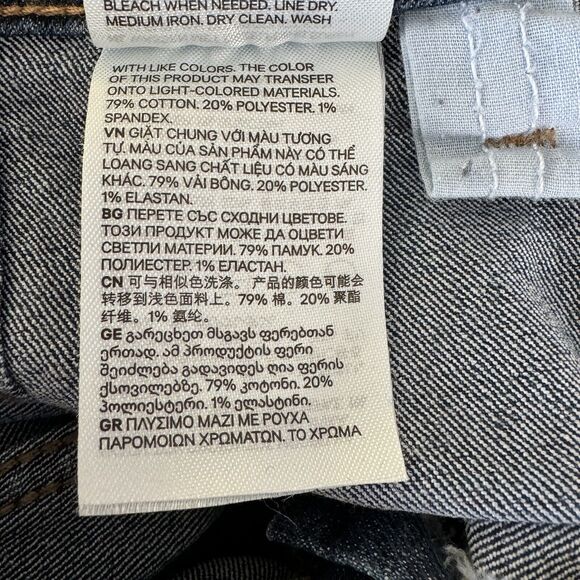 BLEACH WHEN NEEDED. LINE DRY.
MEDIUM IRON. DRY CLEAN. WASH
WITH LIKE COLORS. THE COLOR
OF THIS PRODUCT MAY TRANSFER
ONTO LIGHT-COLORED MATERIALS.
79% COTTON. 20% POLYESTER. 1%
SPANDEX.
VN GIẶT CHUNG VỚI MÀU TƯƠNG
TỰ. MÀU CỦA SẢN PHẨM NÀY CÓ THỂ
LOANG SANG CHẤT LIỆU CÓ MÀU SÁNG
KHÁC. 79% VẢI BÔNG. 20% POLYESTER.
1% ELASTAN.
BG ПЕРЕТЕ СЪС СХОДНИ ЦВЕТОВЕ.
ТОЗИ ПРОДУКТ МОЖЕ ДА ОЦВЕТИ
СВЕТЛИ МАТЕРИИ. 79% ПАМУК. 20%
ПОЛИЕСТЕР. 1% ЕЛАСТАН.
CN 可与相似色洗涤。产品的颜色可能会
转移到浅色面料上。79% 棉。20% 聚酯
纤维。1% 氨纶。
GE გარეცხეთ მსგავს ფერებთან
ერთად. ამ პროდუქტის ფერი
შეიძლება გადავიდეს ღია ფერის
ქსოვილებზე. 79% კოტონი. 20%
პოლიესტერი. 1% ელასტინი.
GR ΠΛΥΣΙΜΟ ΜΑΖΙ ΜΕ ΡΟΥΧΑ
ΠΑΡΟΜΟΙΩΝ ΧΡΩΜΑΤΩΝ. ΤΟ ΧΡΩΜΑ